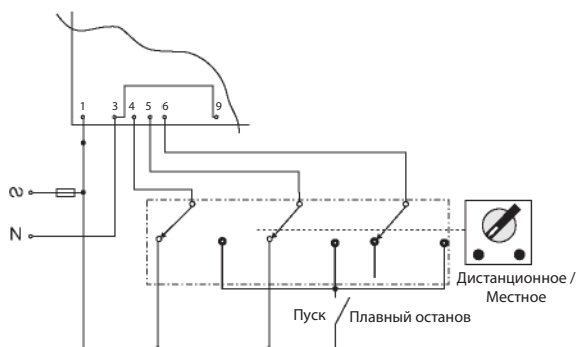 1 3 4 5 6 9
N
Дистанционное /
Местное
Пуск Плавный останов